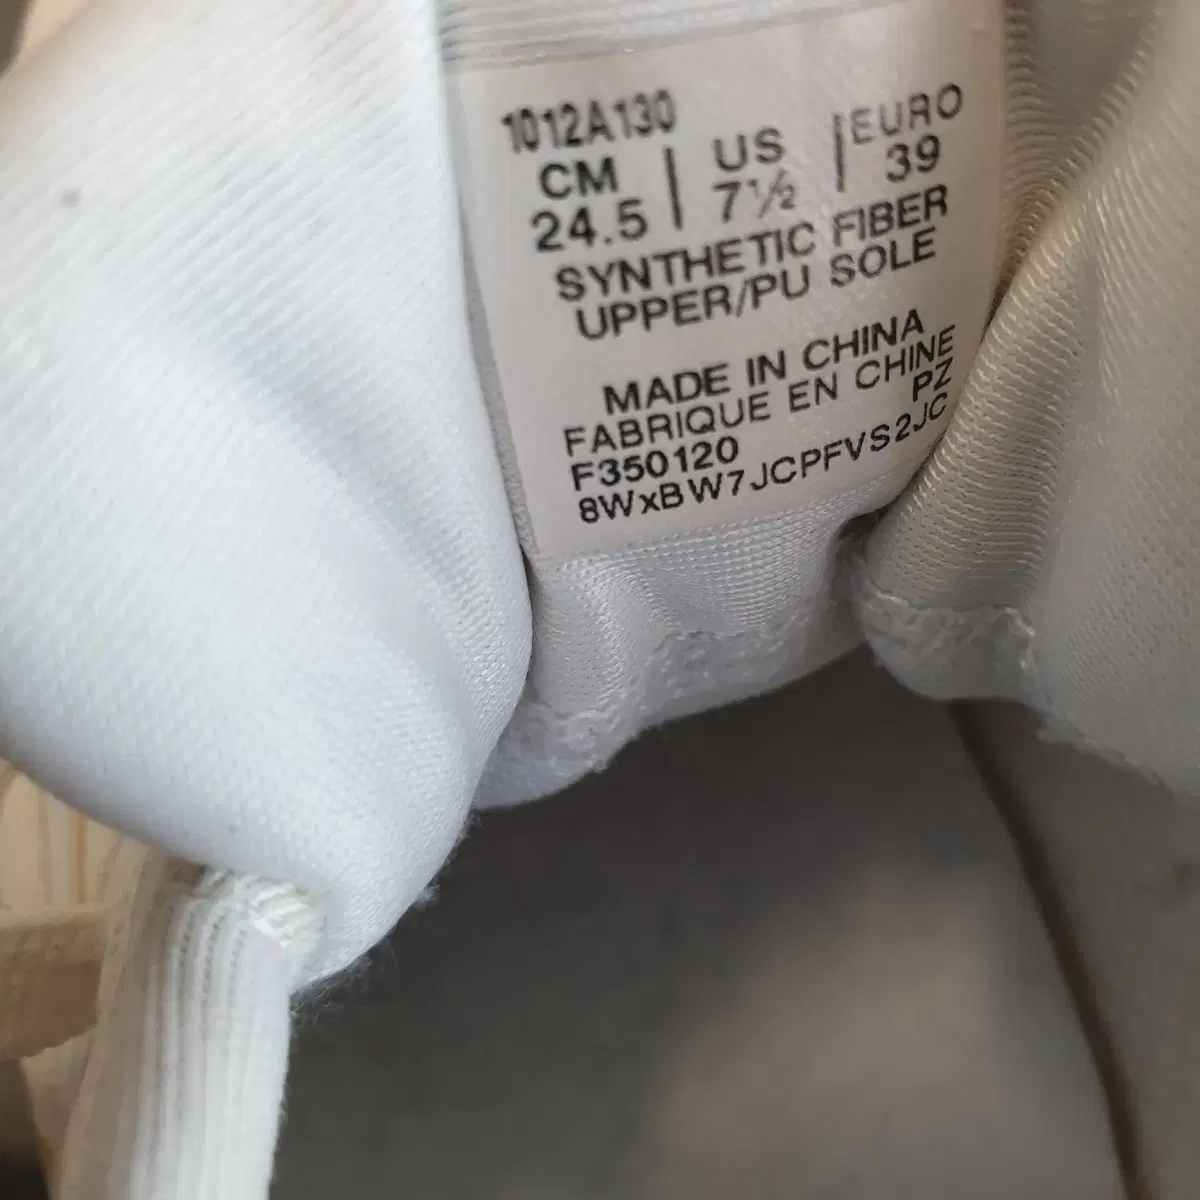 1012A130
CM | US | EURO
24.5 | 7½ | 39
SYNTHETIC FIBER
UPPER/PU SOLE
MADE IN CHINA
FABRIQUE EN CHINE
PZ
F350120
8WxBW7JCPFVS2JC